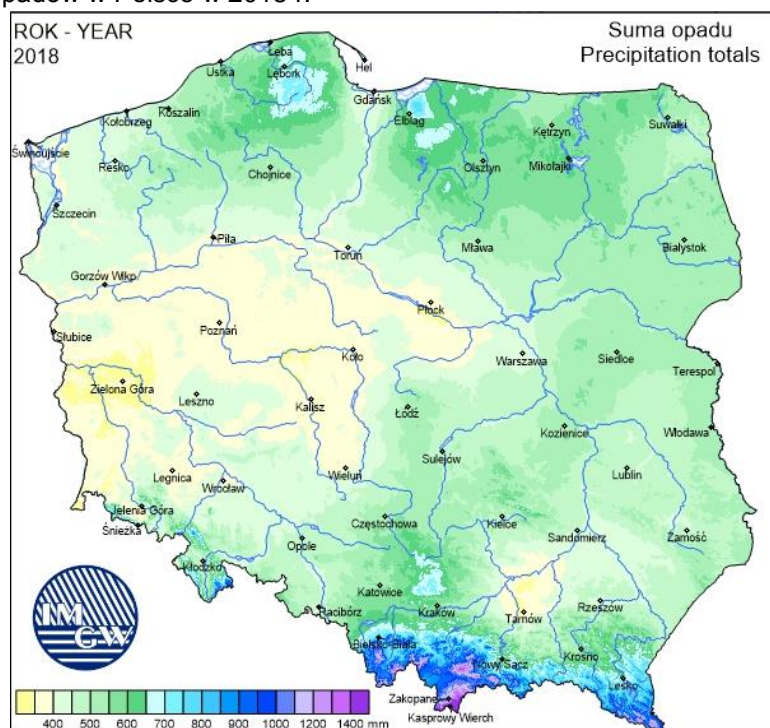 ROK - YEAR
2018
Suma opadu
Precipitation totals
Łeba
Hel
Ustka
Lębork
Gdańsk
Koszalin
Kołobrzeg
Elbląg
Kętrzyn
Suwałki
Świnoujście
Resko
Chojnice
Olsztyn
Mikołajki
Szczecin
Piła
Toruń
Mława
Białystok
Gorzów Wlkp.
Płock
Słubice
Poznań
Koło
Warszawa
Siedlce
Terespol
Zielona Góra
Leszno
Kalisz
Łódź
Kozienice
Włodawa
Sulejów
Legnica
Wrocław
Wieluń
Lublin
Jelenia Góra
Śnieżka
Częstochowa
Kielce
Sandomierz
Zamość
Opole
Kłodzko
Katowice
Racibórz
Kraków
Tarnów
Rzeszów
Bielsko-Biała
Nowy Sącz
Krosno
Lesko
Zakopane
Kasprowy Wierch
IM
GW
400 500 600 700 800 900 1000 1200 1400 mm